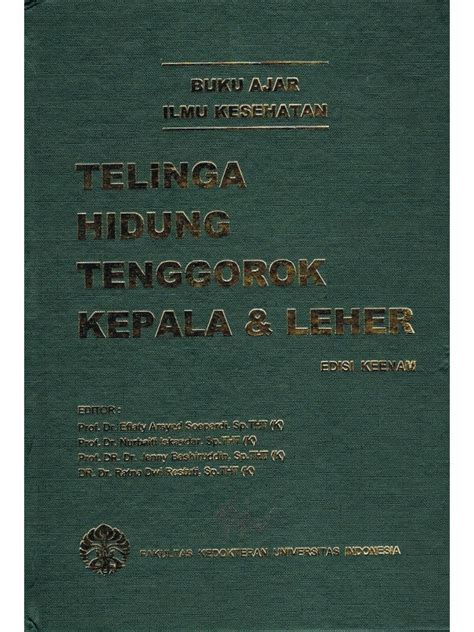 BUKU AJAR
ILMU KESEHATAN
TELINGA
HIDUNG
TENGGOROK
KEPALA & LEHER
EDISI KEENAM
EDITOR :
Prof. Dr. Efiaty Arsyad Soepardi, Sp.THT (K)
Prof. Dr. Nurbaiti Iskandar, Sp.THT (K)
Prof. DR. Dr. Jenny Bashiruddin, Sp.THT (K)
DR. Dr. Ratna Dwi Restuti, Sp.THT (K)
FAKULTAS KEDOKTERAN UNIVERSITAS INDONESIA